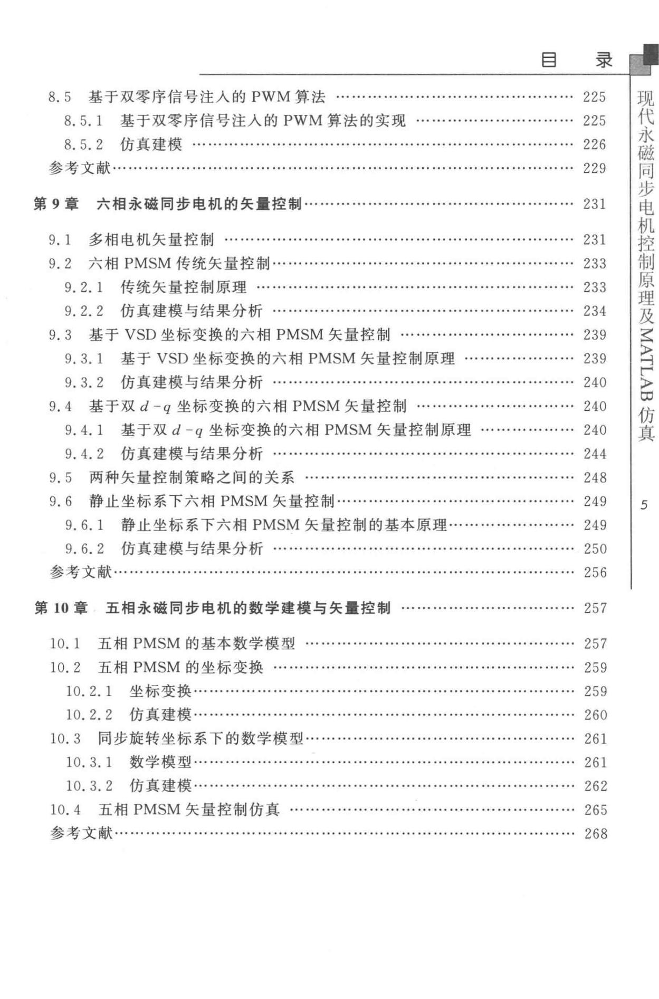 目 录
8.5 基于双零序信号注入的 PWM 算法 …… 225
8.5.1 基于双零序信号注入的 PWM 算法的实现 …… 225
8.5.2 仿真建模 …… 226
参考文献 …… 229
第 9 章 六相永磁同步电机的矢量控制 …… 231
9.1 多相电机矢量控制 …… 231
9.2 六相 PMSM 传统矢量控制 …… 233
9.2.1 传统矢量控制原理 …… 233
9.2.2 仿真建模与结果分析 …… 234
9.3 基于 VSD 坐标变换的六相 PMSM 矢量控制 …… 239
9.3.1 基于 VSD 坐标变换的六相 PMSM 矢量控制原理 …… 239
9.3.2 仿真建模与结果分析 …… 240
9.4 基于双 d-q 坐标变换的六相 PMSM 矢量控制 …… 240
9.4.1 基于双 d-q 坐标变换的六相 PMSM 矢量控制原理 …… 240
9.4.2 仿真建模与结果分析 …… 244
9.5 两种矢量控制策略之间的关系 …… 248
9.6 静止坐标系下六相 PMSM 矢量控制 …… 249
9.6.1 静止坐标系下六相 PMSM 矢量控制的基本原理 …… 249
9.6.2 仿真建模与结果分析 …… 250
参考文献 …… 256
第 10 章 五相永磁同步电机的数学建模与矢量控制 …… 257
10.1 五相 PMSM 的基本数学模型 …… 257
10.2 五相 PMSM 的坐标变换 …… 259
10.2.1 坐标变换 …… 259
10.2.2 仿真建模 …… 260
10.3 同步旋转坐标系下的数学模型 …… 261
10.3.1 数学模型 …… 261
10.3.2 仿真建模 …… 262
10.4 五相 PMSM 矢量控制仿真 …… 265
参考文献 …… 268
现代永磁同步电机控制原理及MATLAB仿真
5